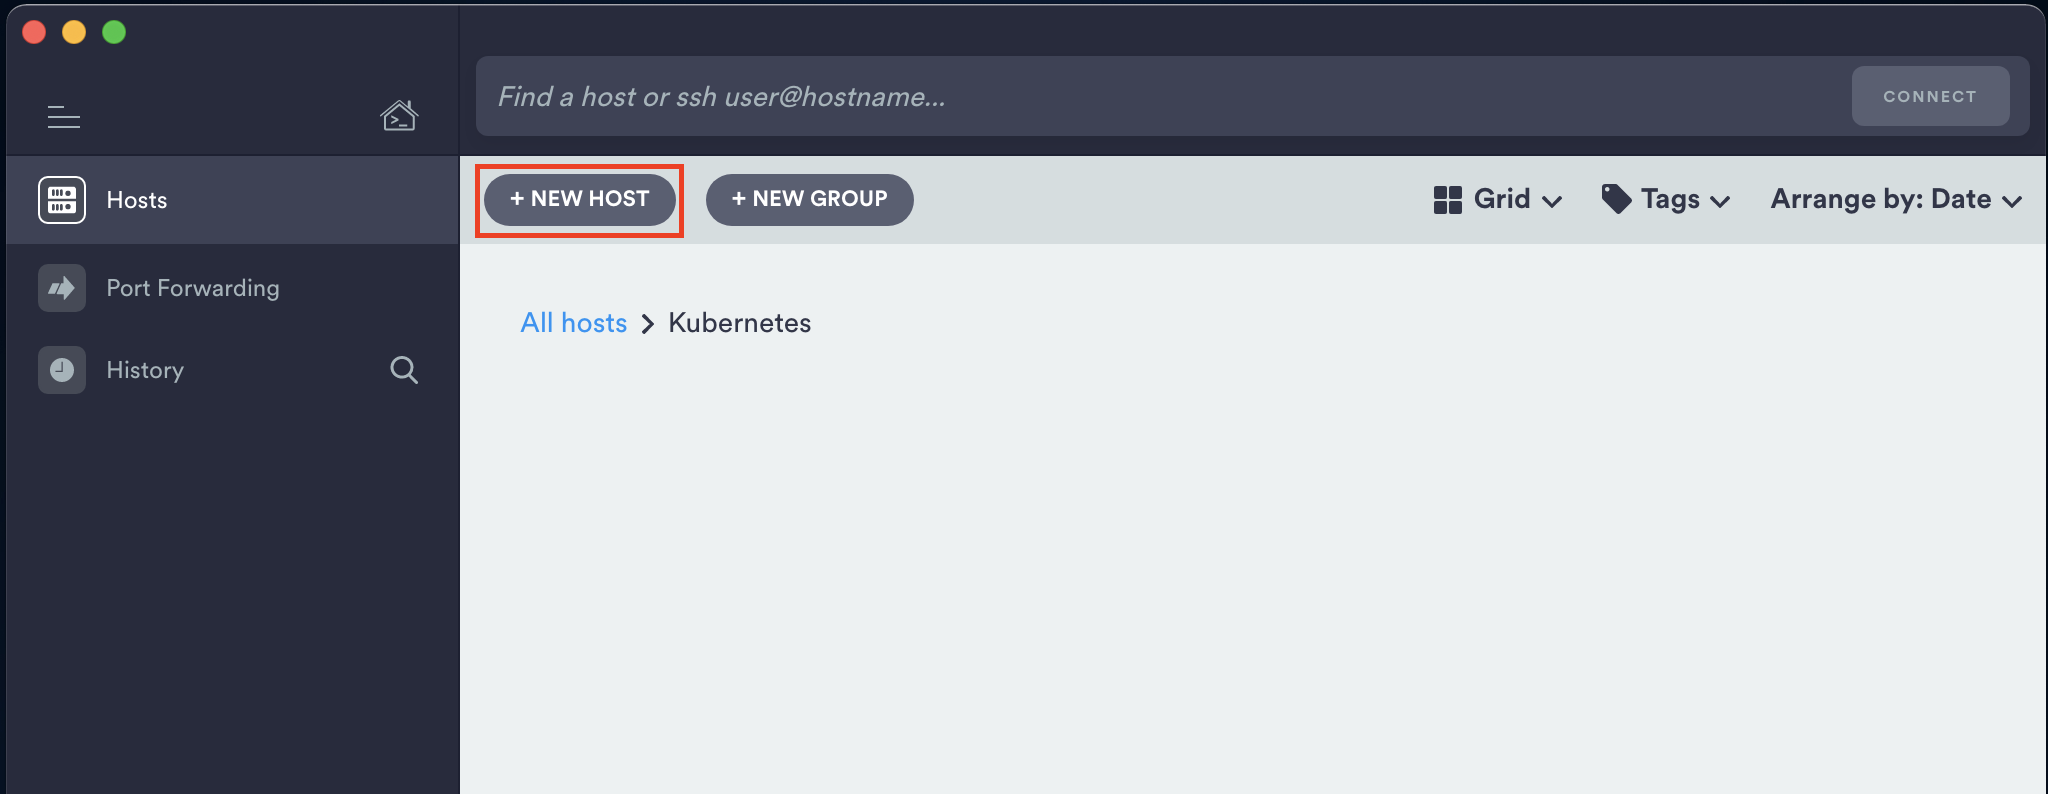 Find a host or ssh user@hostname...
CONNECT
Hosts
+ NEW HOST
+ NEW GROUP
Grid
Tags
Arrange by: Date
Port Forwarding
All hosts > Kubernetes
History